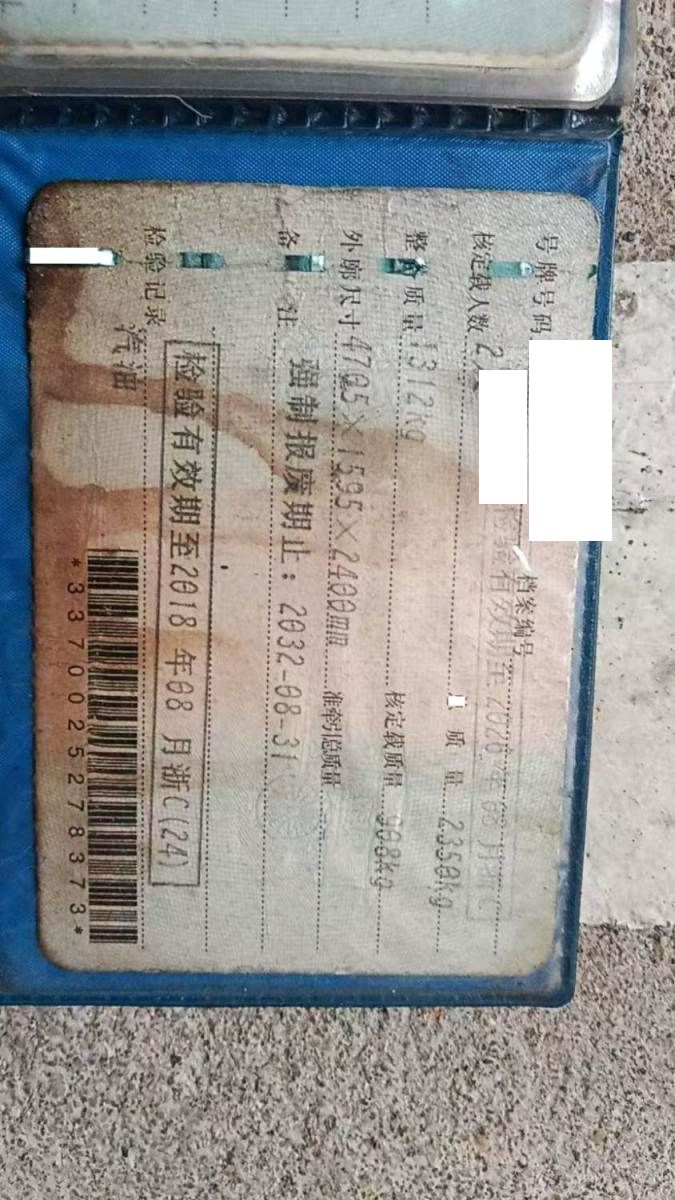 号牌号码 档案编号
核定载人数 2人 质量 2350kg
整备质量 1312kg 核定载质量 908kg
外廓尺寸 4705×1595×2400mm 准牵引总质量
备注 强制报废期止：2032-08-31
检验有效期至2018年08月浙C(24)
检验记录
汽油
*3370025278373*
检验有效期至2020年08月浙C